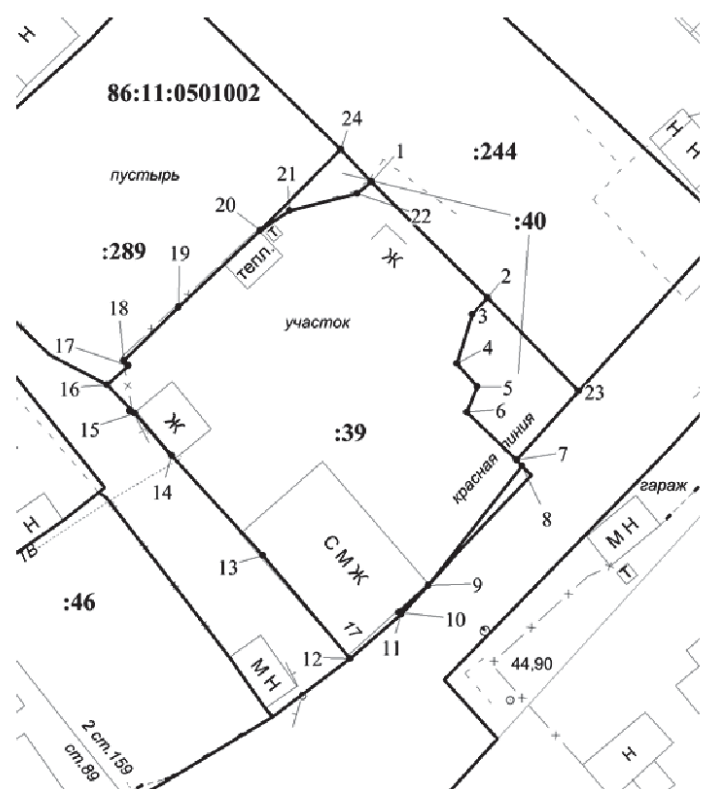 Н
86:11:0501002
24
Н
Н
1
:244
пустырь
21
22
20
:40
Т
тепл.
Ж
:289
19
2
участок
3
18
17
4
16
5
23
6
15
Ж
:39
красная линия
7
14
гараж
8
Н
М Н
ТВ
13
С М Ж
Т
9
:46
10
17
11
12
М Н
44,90
2 ст.159
ст.89
Н